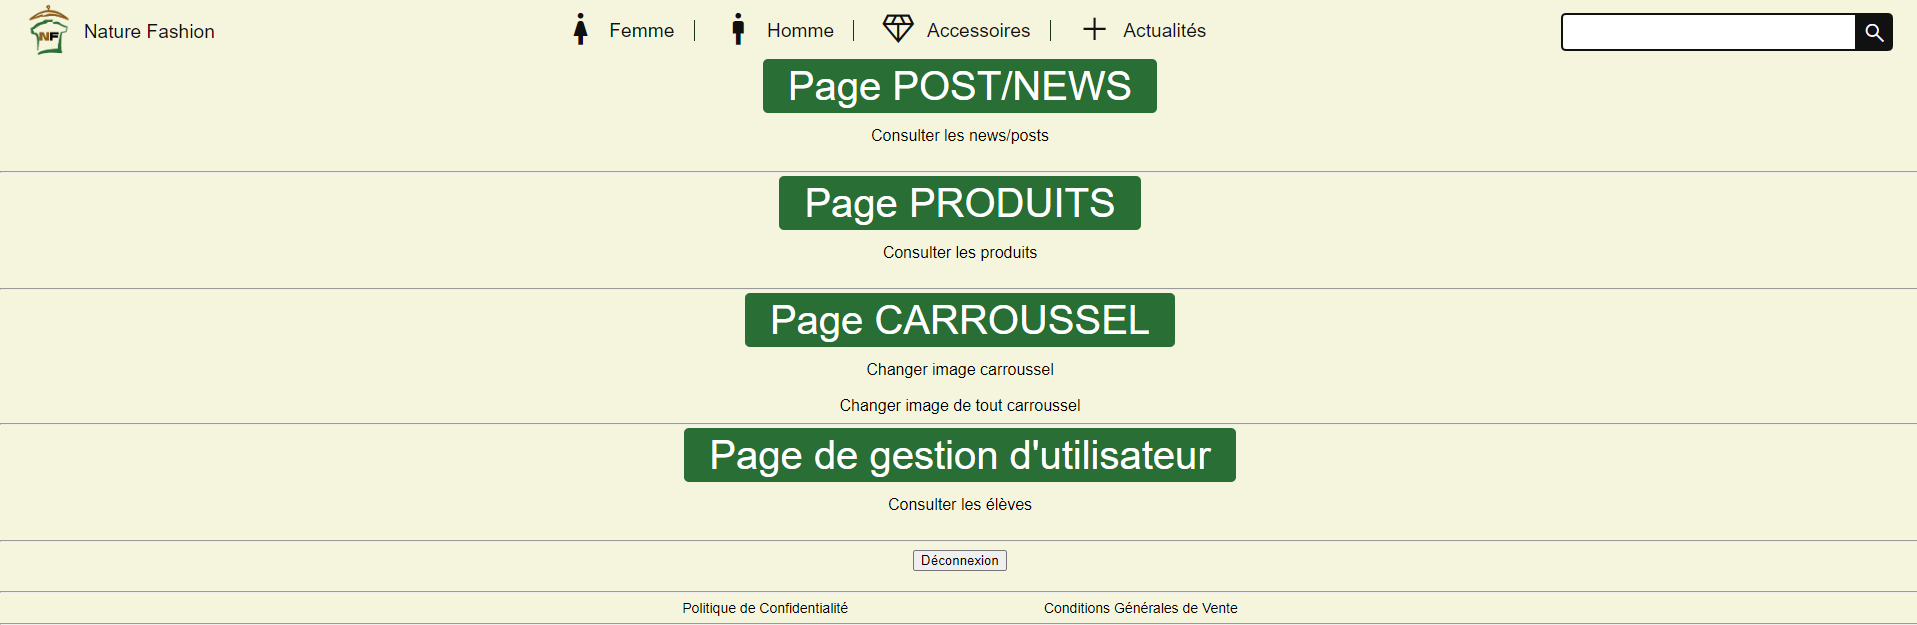 NF Nature Fashion Femme Homme Accessoires Actualités
Page POST/NEWS
Consulter les news/posts
Page PRODUITS
Consulter les produits
Page CARROUSSEL
Changer image carroussel
Changer image de tout carroussel
Page de gestion d'utilisateur
Consulter les élèves
Déconnexion
Politique de Confidentialité Conditions Générales de Vente